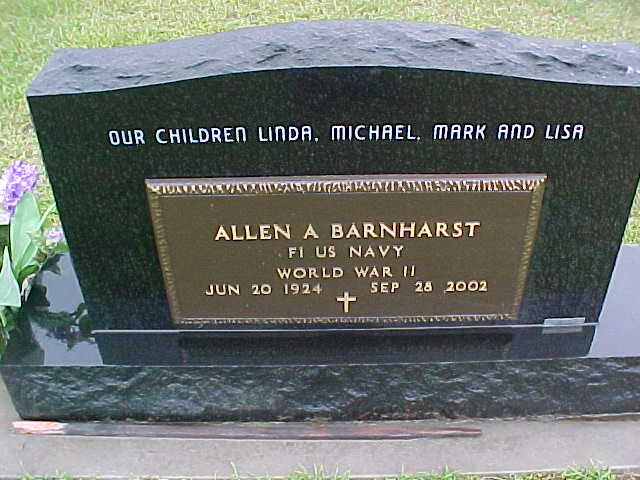 OUR CHILDREN LINDA, MICHAEL, MARK AND LISA
ALLEN A BARNHARST
F1 US NAVY
WORLD WAR II
JUN 20 1924 SEP 28 2002